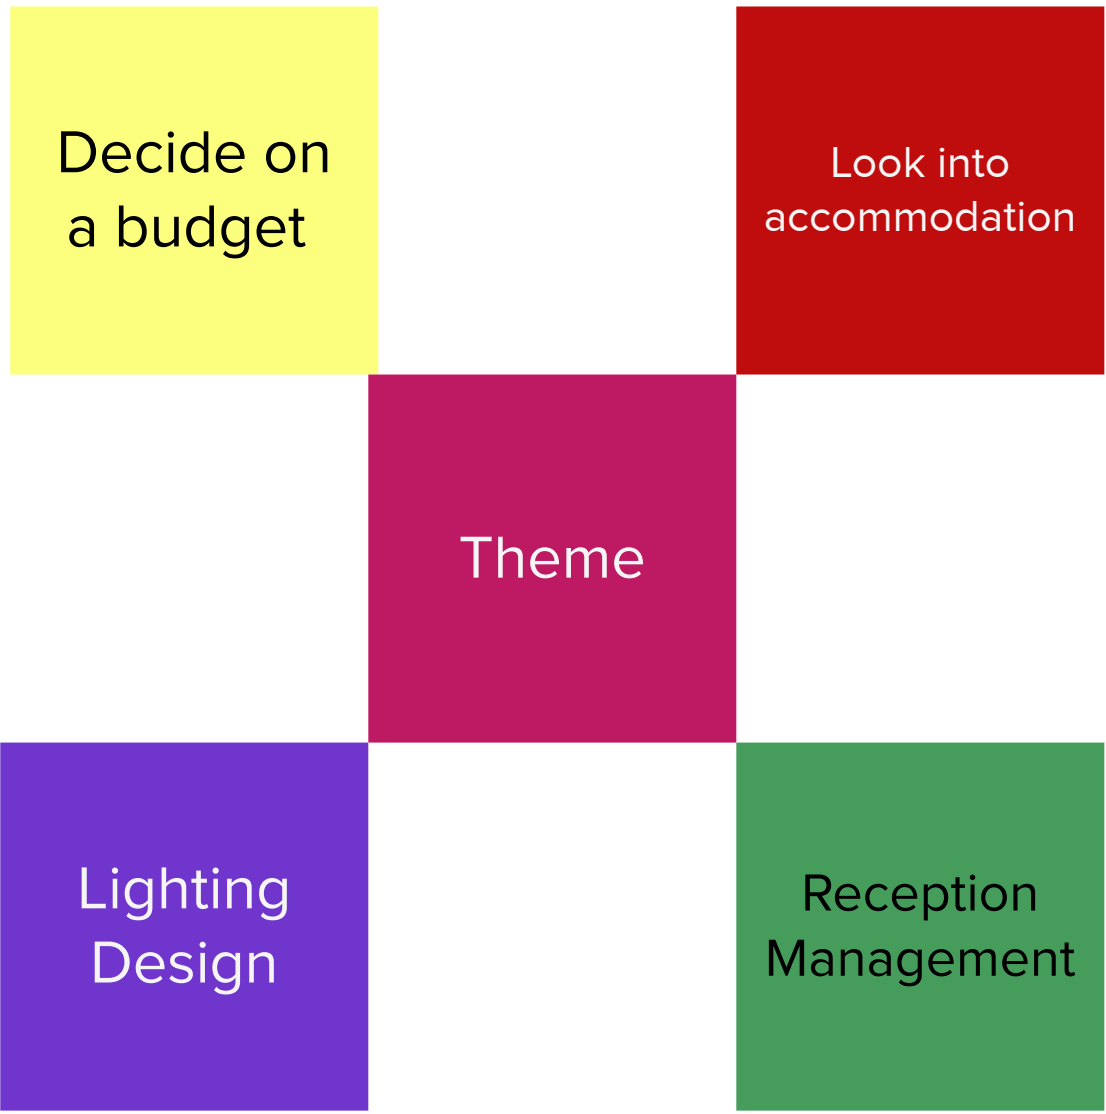 Decide on
a budget
Look into
accommodation
Theme
Lighting
Design
Reception
Management